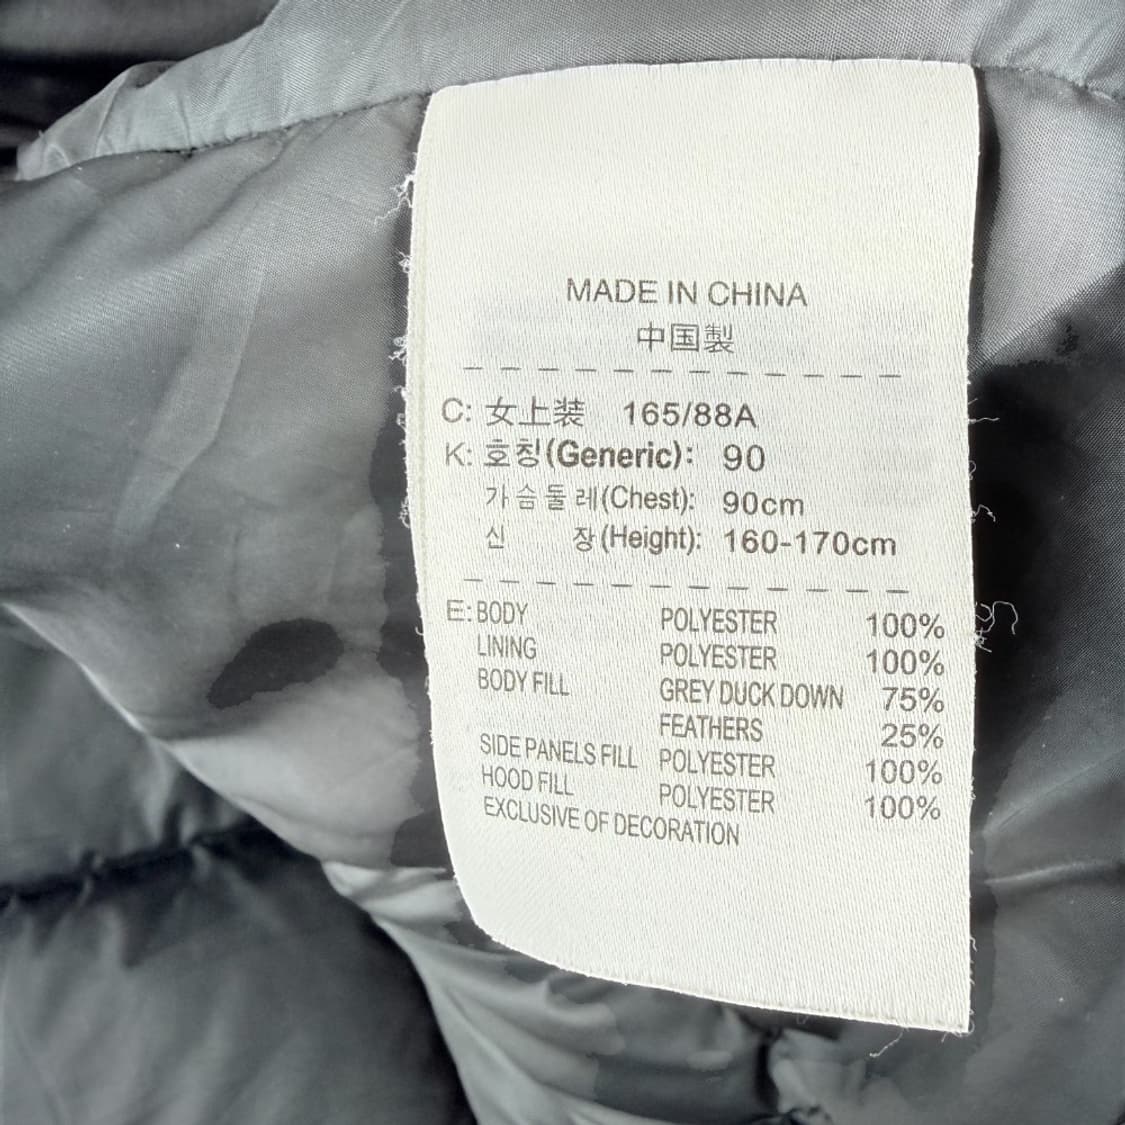 MADE IN CHINA
中国製
C: 女上装 165/88A
K: 호칭(Generic): 90
가슴둘레(Chest): 90cm
신 장(Height): 160-170cm
E: BODY POLYESTER 100%
LINING POLYESTER 100%
BODY FILL GREY DUCK DOWN 75%
FEATHERS 25%
SIDE PANELS FILL POLYESTER 100%
HOOD FILL POLYESTER 100%
EXCLUSIVE OF DECORATION